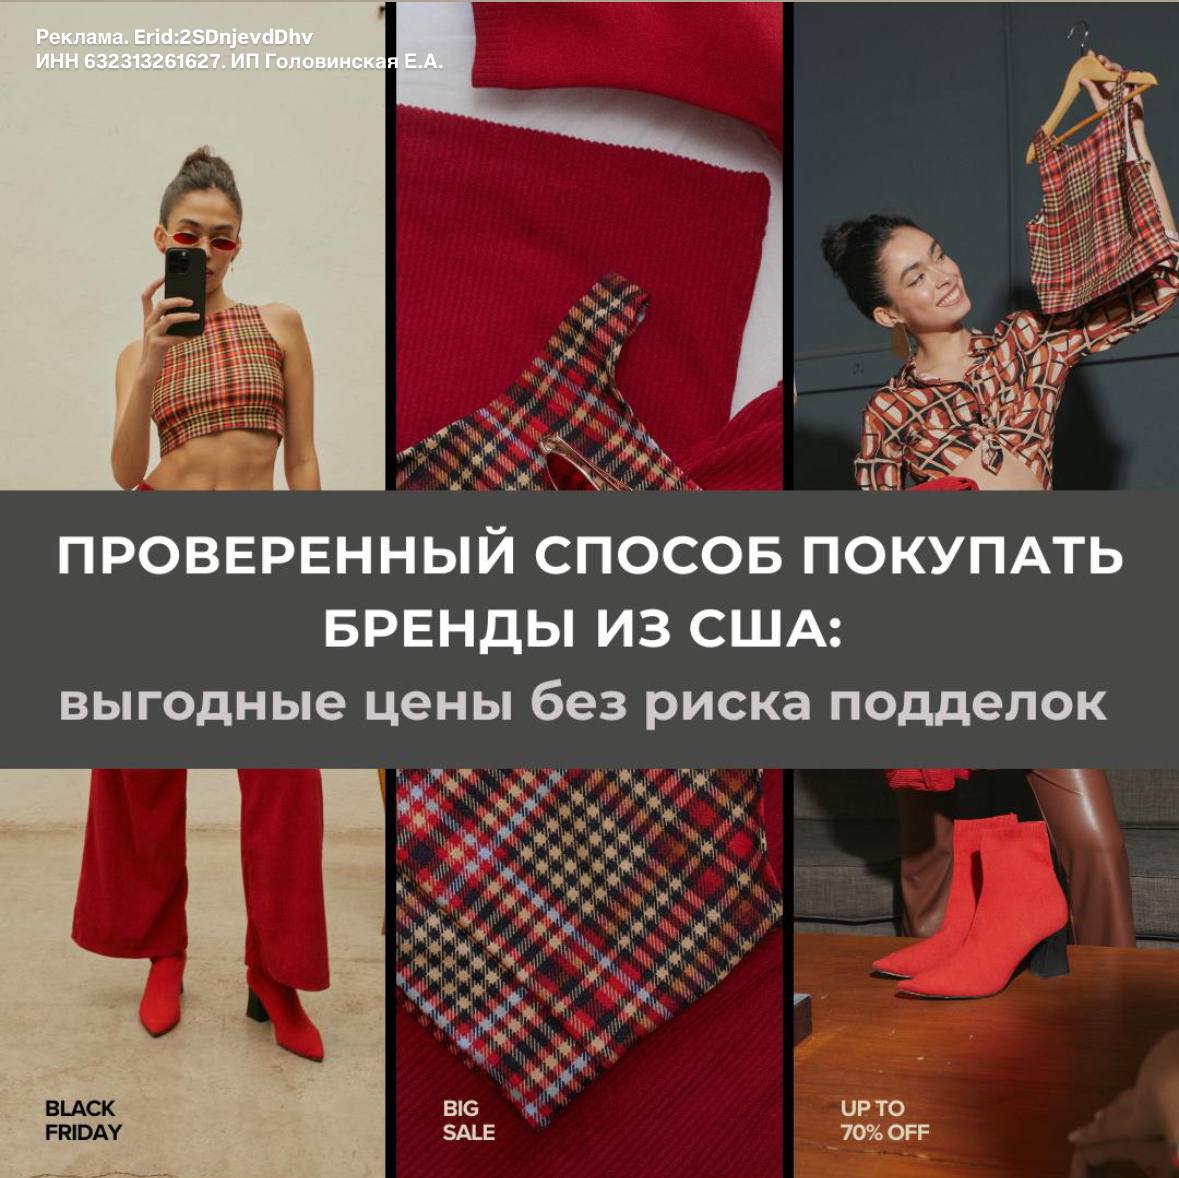 Реклама. Erid:2SDnjevdDhv
ИНН 632313261627. ИП Головинская Е.А.
ПРОВЕРЕННЫЙ СПОСОБ ПОКУПАТЬ
БРЕНДЫ ИЗ США:
выгодные цены без риска подделок
BLACK
FRIDAY
BIG
SALE
UP TO
70% OFF